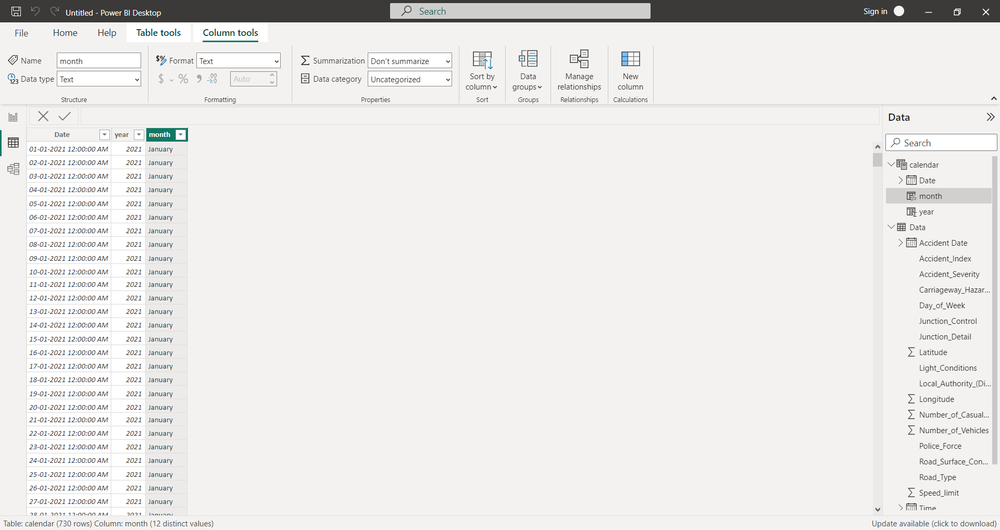 Untitled - Power BI Desktop
Search
Sign in
File
Home
Help
Table tools
Column tools
Name
month
Data type
Text
Structure
Format
Text
$
%
Auto
Formatting
Summarization
Don't summarize
Data category
Uncategorized
Properties
Sort by
column
Sort
Data
groups
Groups
Manage
relationships
Relationships
New
column
Calculations
Date year month
01-01-2021 12:00:00 AM 2021 January
02-01-2021 12:00:00 AM 2021 January
03-01-2021 12:00:00 AM 2021 January
04-01-2021 12:00:00 AM 2021 January
05-01-2021 12:00:00 AM 2021 January
06-01-2021 12:00:00 AM 2021 January
07-01-2021 12:00:00 AM 2021 January
08-01-2021 12:00:00 AM 2021 January
09-01-2021 12:00:00 AM 2021 January
10-01-2021 12:00:00 AM 2021 January
11-01-2021 12:00:00 AM 2021 January
12-01-2021 12:00:00 AM 2021 January
13-01-2021 12:00:00 AM 2021 January
14-01-2021 12:00:00 AM 2021 January
15-01-2021 12:00:00 AM 2021 January
16-01-2021 12:00:00 AM 2021 January
17-01-2021 12:00:00 AM 2021 January
18-01-2021 12:00:00 AM 2021 January
19-01-2021 12:00:00 AM 2021 January
20-01-2021 12:00:00 AM 2021 January
21-01-2021 12:00:00 AM 2021 January
22-01-2021 12:00:00 AM 2021 January
23-01-2021 12:00:00 AM 2021 January
24-01-2021 12:00:00 AM 2021 January
25-01-2021 12:00:00 AM 2021 January
26-01-2021 12:00:00 AM 2021 January
27-01-2021 12:00:00 AM 2021 January
28-01-2021 12:00:00 AM 2021 January
Data
Search
calendar
Date
month
year
Data
Accident Date
Accident_Index
Accident_Severity
Carriageway_Hazar...
Day_of_Week
Junction_Control
Junction_Detail
Latitude
Light_Conditions
Local_Authority_(Di...
Longitude
Number_of_Casual...
Number_of_Vehicles
Police_Force
Road_Surface_Con...
Road_Type
Speed_limit
Time
Table: calendar (730 rows) Column: month (12 distinct values)
Update available (click to download)